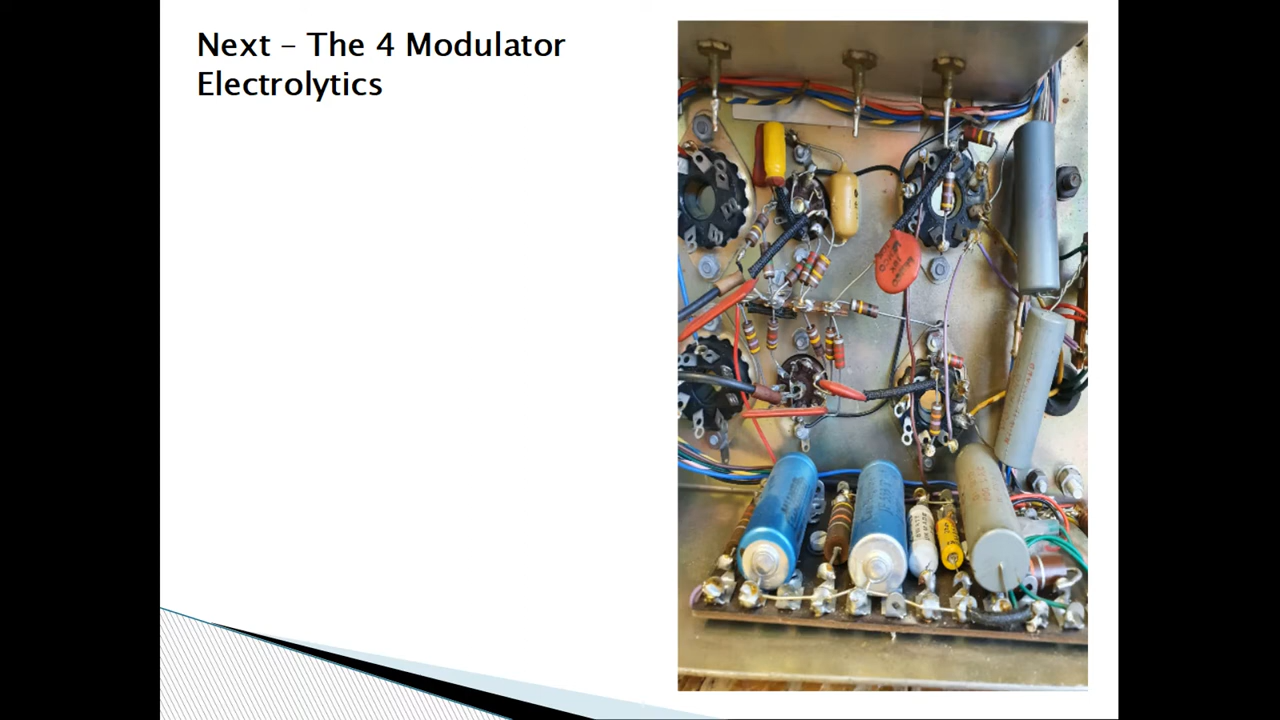 Next – The 4 Modulator
Electrolytics